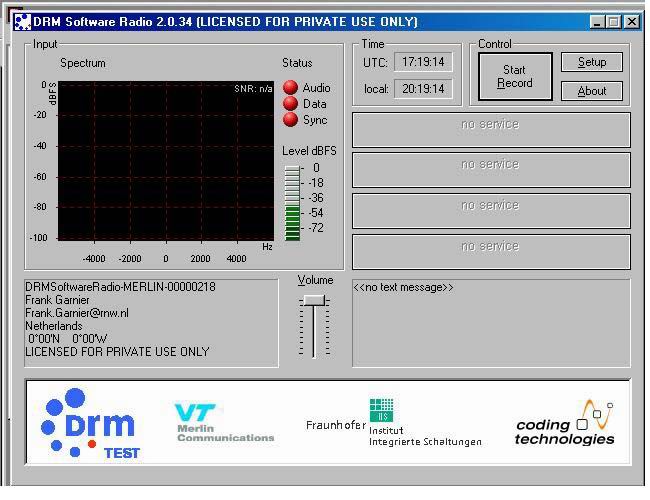 DRM Software Radio 2.0.34 (LICENSED FOR PRIVATE USE ONLY)
Input
Spectrum
Status
SNR: n/a
0
dBFS
-20
-40
-60
-80
-100
-4000 -2000 0 2000 4000
Hz
Audio
Data
Sync
Level dBFS
0
-18
-36
-54
-72
Time
UTC: 17:19:14
local: 20:19:14
Control
Start
Record
Setup
About
no service
no service
no service
no service
DRMSoftwareRadio-MERLIN-00000218
Frank Garnier
Frank.Garnier@rnw.nl
Netherlands
0°00'N 0°00'W
LICENSED FOR PRIVATE USE ONLY
Volume
<<no text message>>
Drm
TEST
VT
Merlin
Communications
Fraunhofer
IIS
Institut
Integrierte Schaltungen
coding
technologies